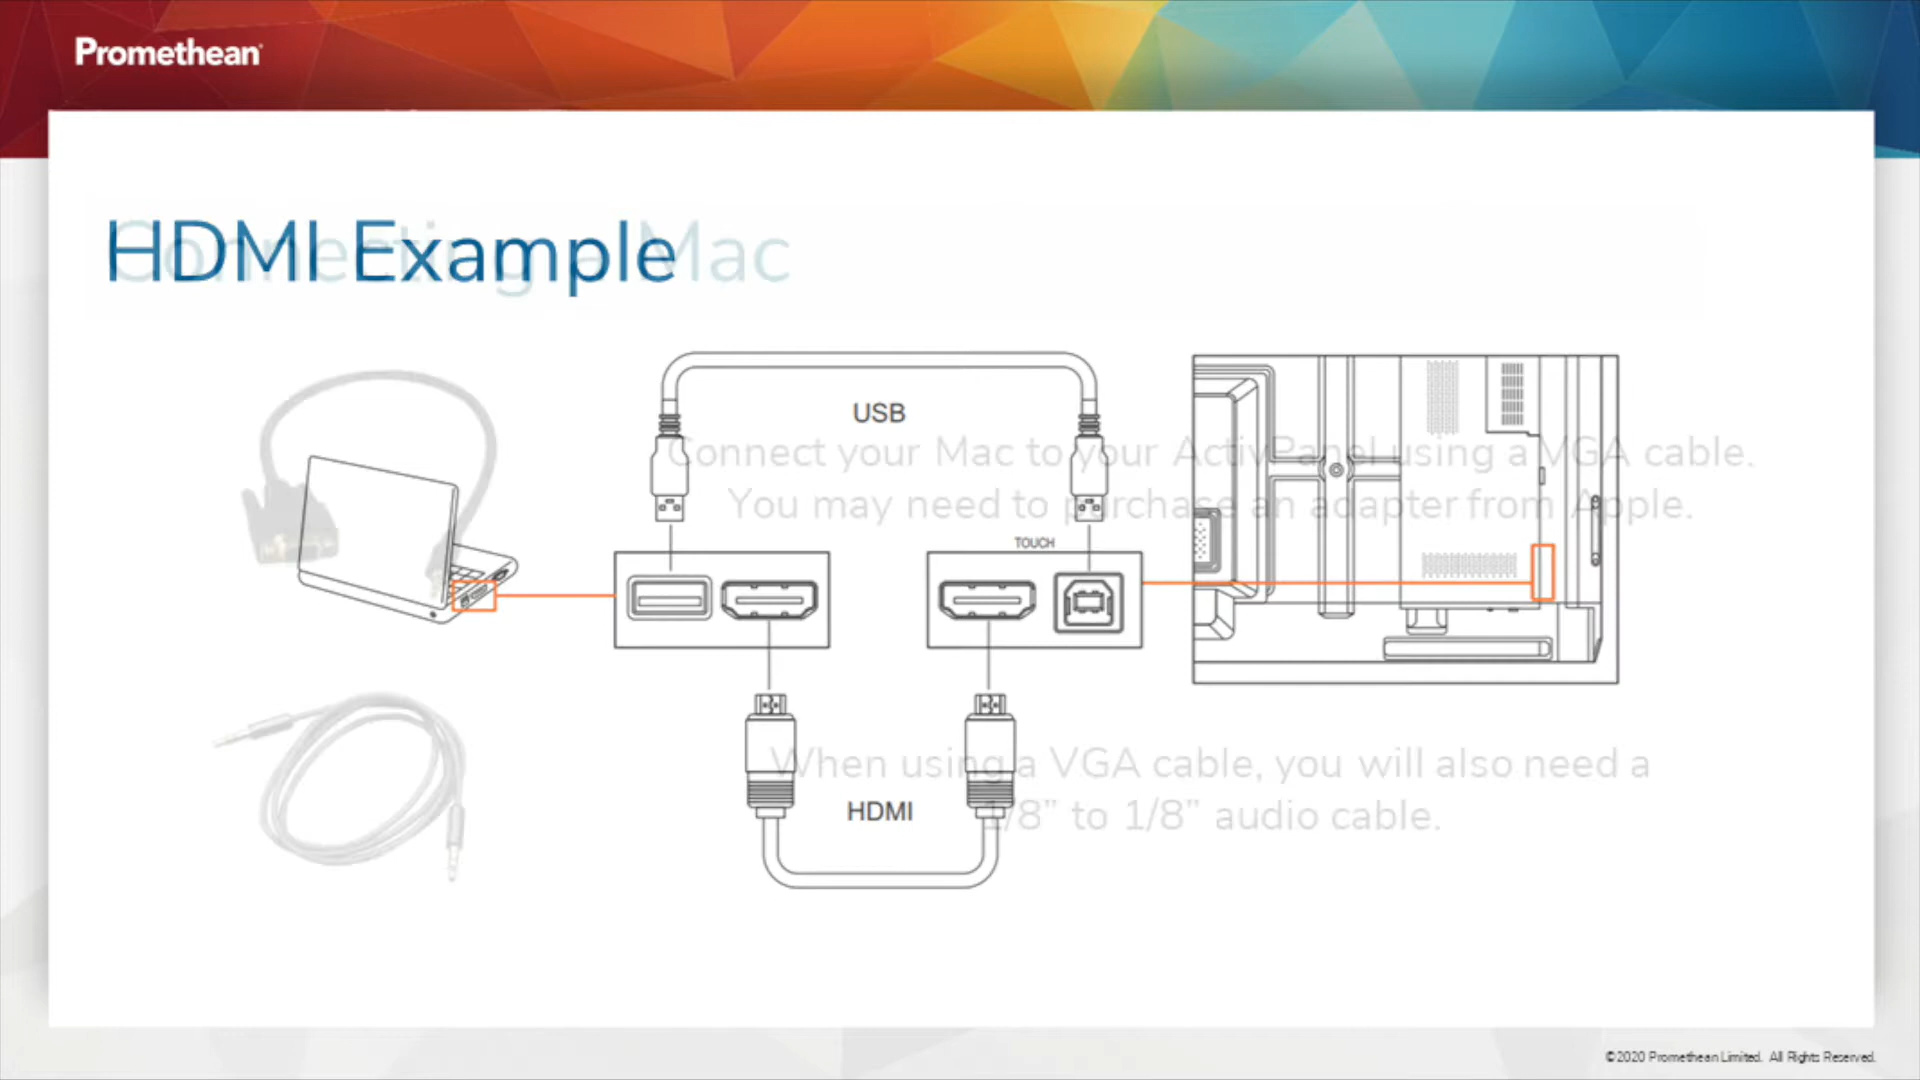 Promethean
HDMI Example
Connecting a Mac
USB
Connect your Mac to your ActivPanel using a VGA cable.
You may need to purchase an adapter from Apple.
TOUCH
When using a VGA cable, you will also need a
1/8” to 1/8” audio cable.
HDMI
©2020 Promethean Limited. All Rights Reserved.